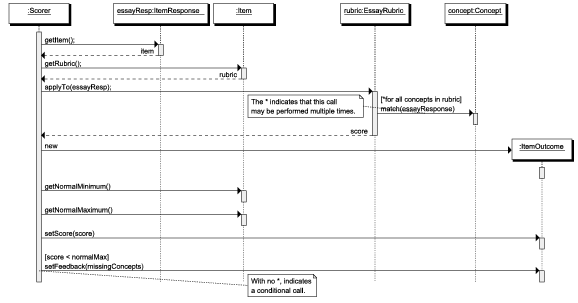 :Scorer
essayResp:ItemResponse
:Item
rubric:EssayRubric
concept:Concept
getItem();
item
getRubric();
rubric
applyTo(essayResp);
The * indicates that this call
may be performed multiple times.
[*for all concepts in rubric]
match(essayResponse)
score
new
:ItemOutcome
getNormalMinimum()
getNormalMaximum()
setScore(score)
[score < normalMax]
setFeedback(missingConcepts)
With no *, indicates
a conditional call.